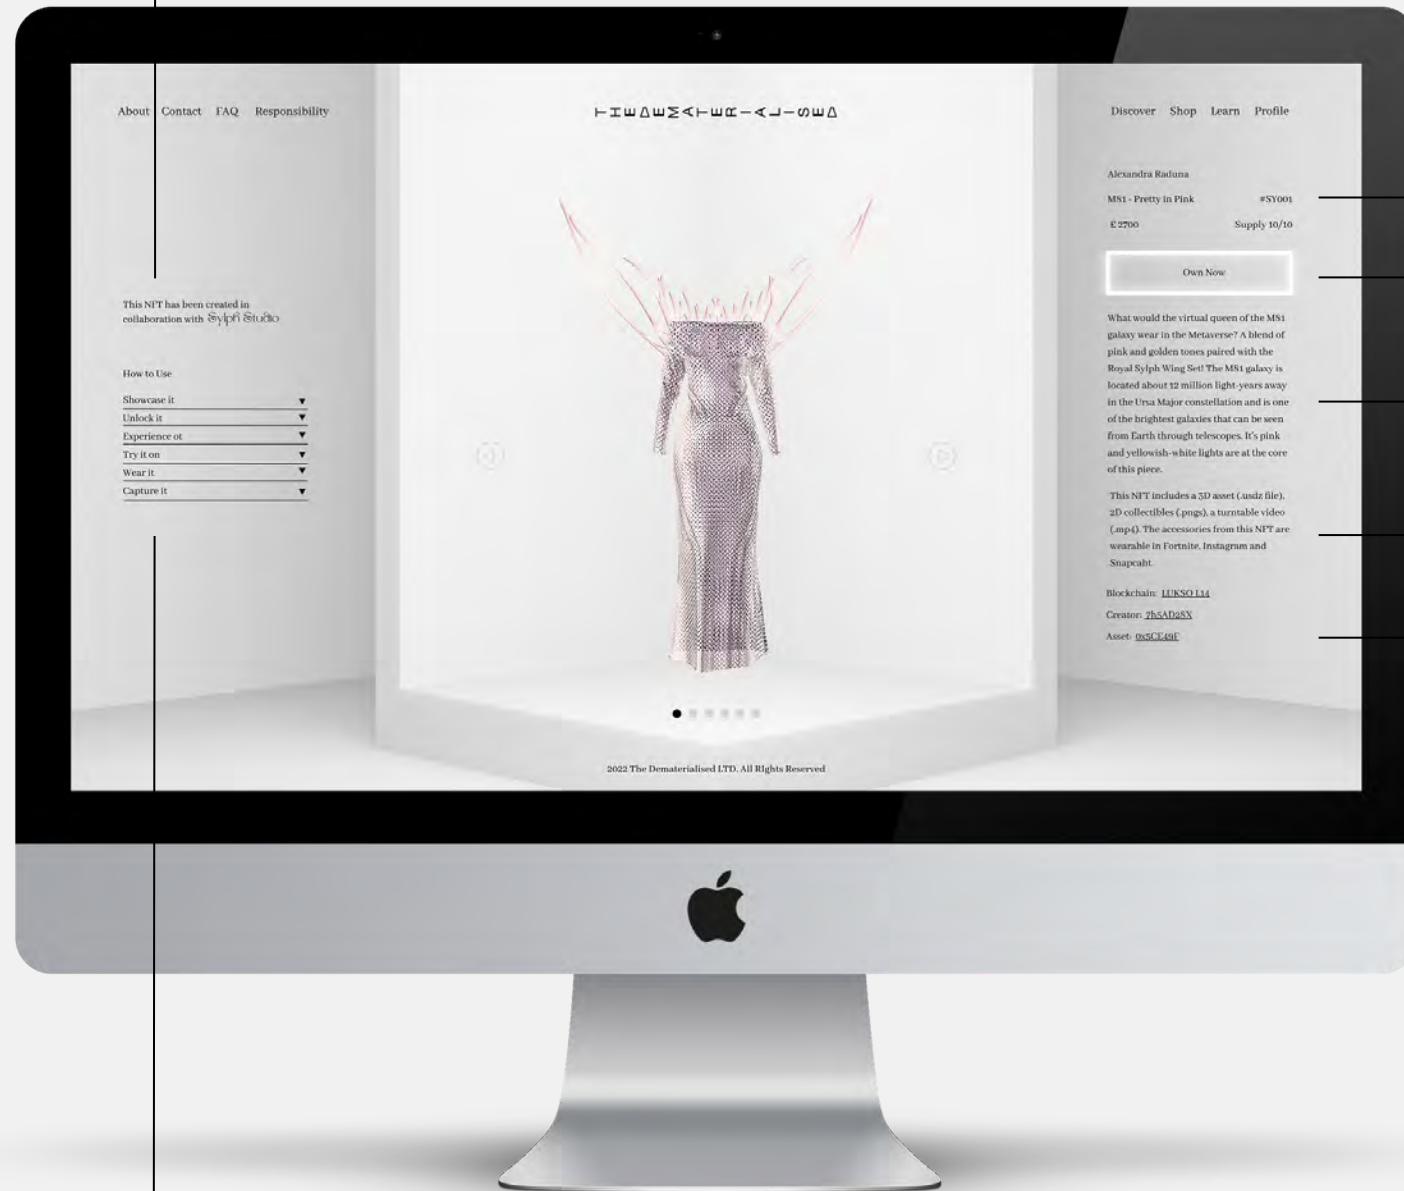 About Contact FAQ Responsibility
THE DEMATERIALISED
Discover Shop Learn Profile
This NFT has been created in
collaboration with Sylph Studio
How to Use
Showcase it
Unlock it
Experience ot
Try it on
Wear it
Capture it
Alexandra Raduna
M81 - Pretty in Pink #SY001
£ 2700 Supply 10/10
Own Now
What would the virtual queen of the M81
galaxy wear in the Metaverse? A blend of
pink and golden tones paired with the
Royal Sylph Wing Set! The M81 galaxy is
located about 12 million light-years away
in the Ursa Major constellation and is one
of the brightest galaxies that can be seen
from Earth through telescopes. It's pink
and yellowish-white lights are at the core
of this piece.
This NFT includes a 3D asset (.usdz file),
2D collectibles (.pngs), a turntable video
(.mp4). The accessories from this NFT are
wearable in Fortnite, Instagram and
Snapcaht.
Blockchain: LUKSO L14
Creator: 7h5AD28X
Asset: 0x5CE49F
2022 The Dematerialised LTD. All RIghts Reserved